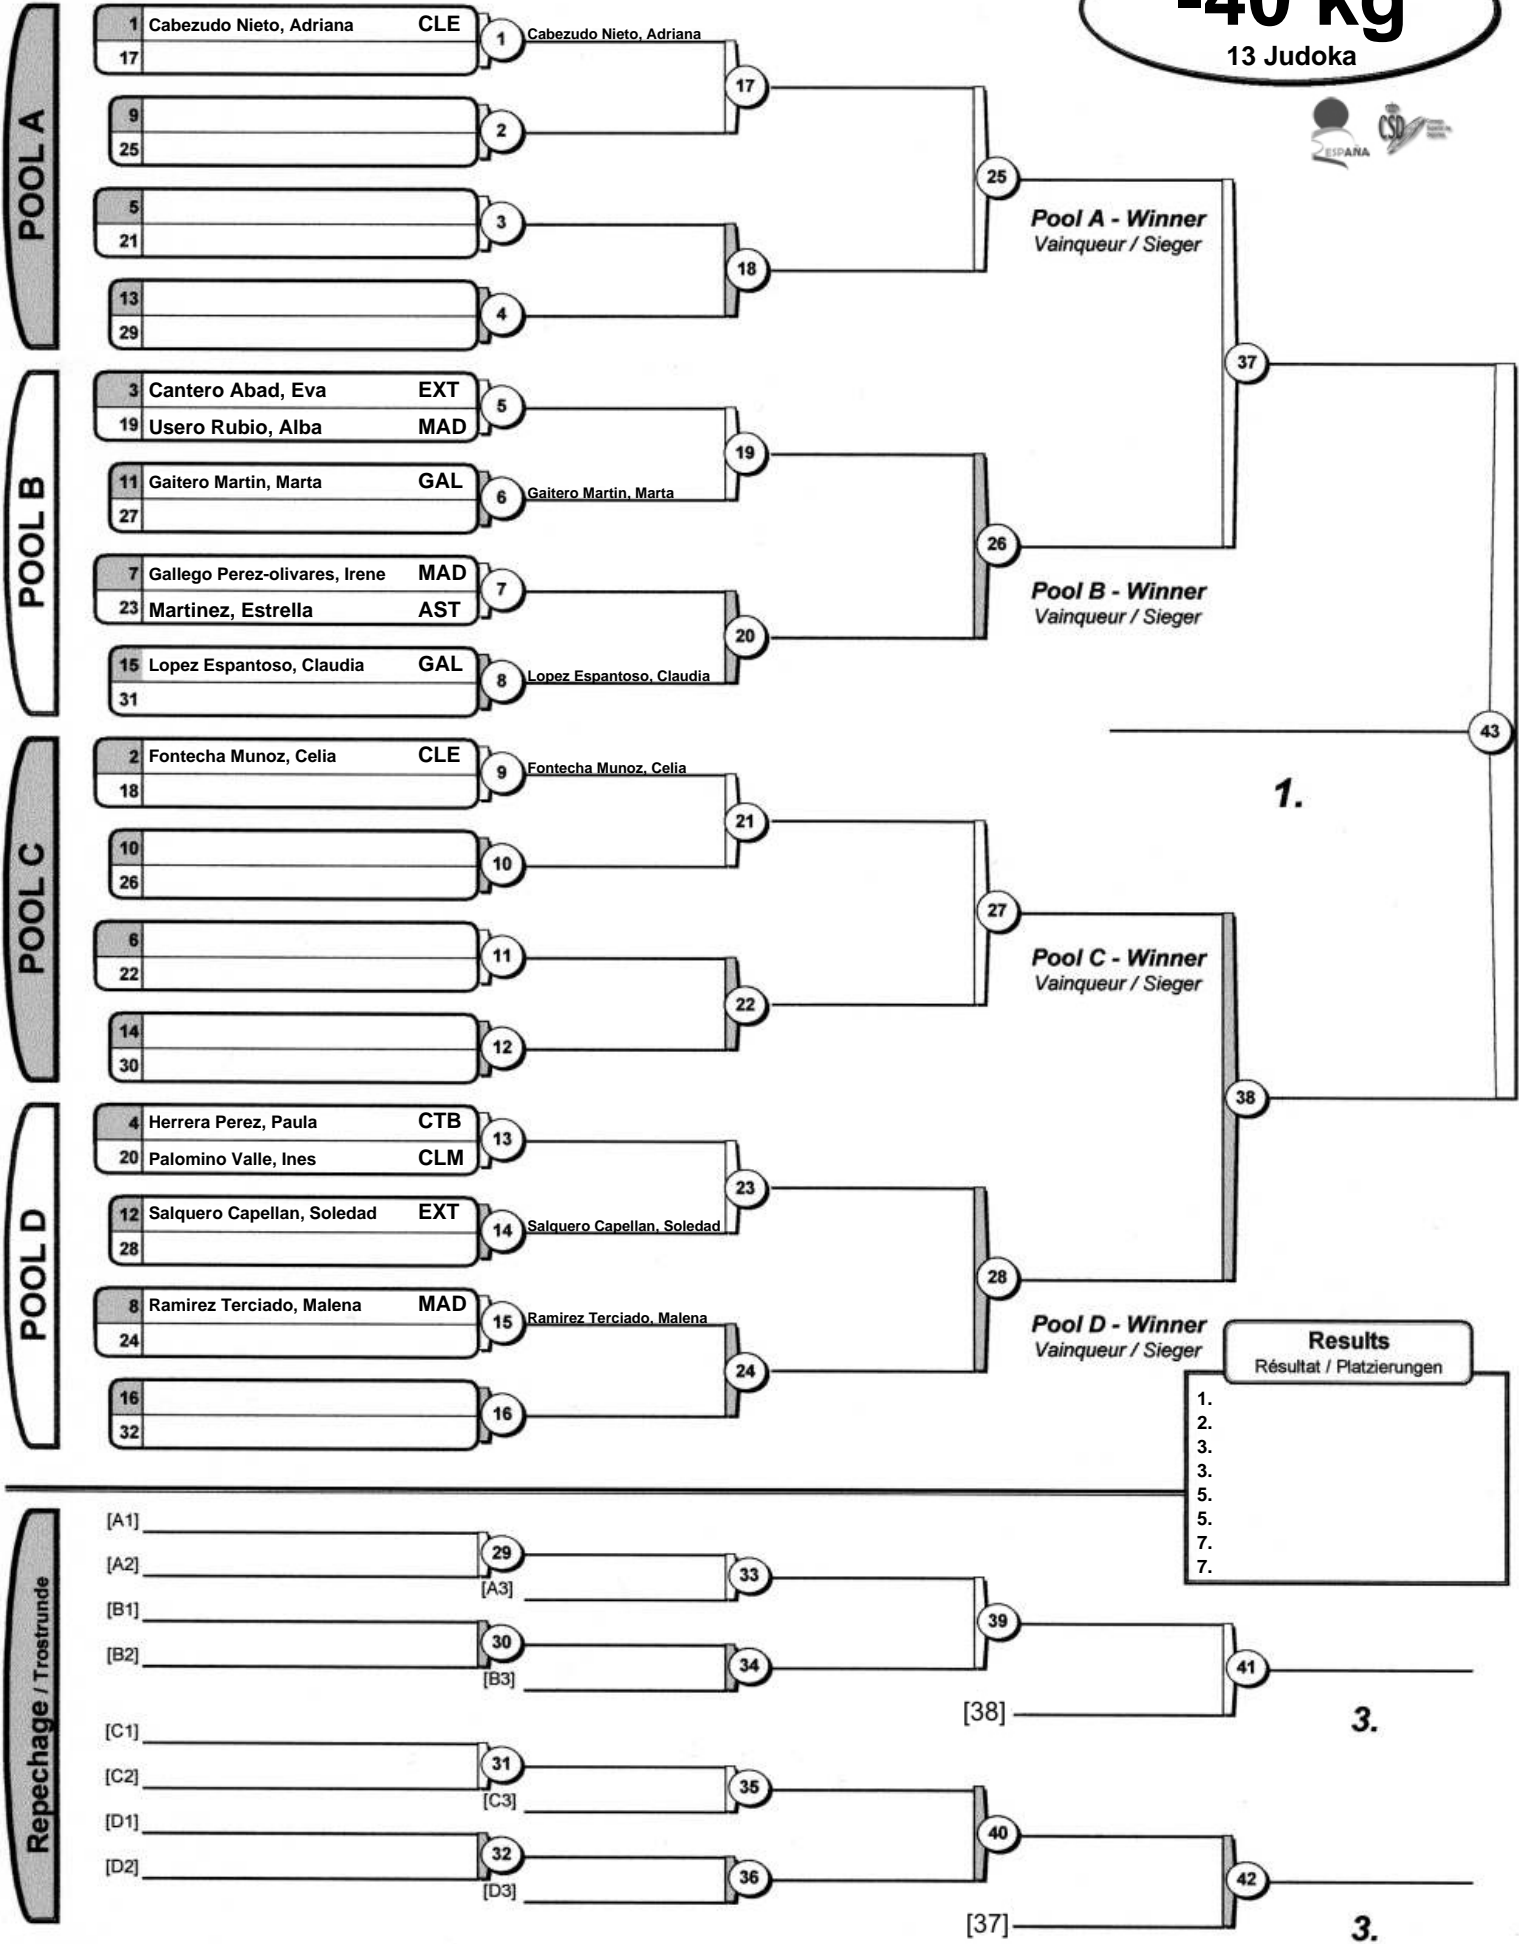 -40 kg
13 Judoka
ESPAÑA
CSD
POOL A
1 Cabezudo Nieto, Adriana CLE
17
1 Cabezudo Nieto, Adriana
9
25
2
17
5
21
3
13
29
4
18
25
Pool A - Winner
Vainqueur / Sieger
POOL B
3 Cantero Abad, Eva EXT
19 Usero Rubio, Alba MAD
5
11 Gaitero Martin, Marta GAL
27
6 Gaitero Martin, Marta
19
7 Gallego Perez-olivares, Irene MAD
23 Martinez, Estrella AST
7
15 Lopez Espantoso, Claudia GAL
31
8 Lopez Espantoso, Claudia
20
26
Pool B - Winner
Vainqueur / Sieger
37
POOL C
2 Fontecha Munoz, Celia CLE
18
9 Fontecha Munoz, Celia
10
26
10
21
6
22
11
14
30
12
22
27
Pool C - Winner
Vainqueur / Sieger
43
1.
POOL D
4 Herrera Perez, Paula CTB
20 Palomino Valle, Ines CLM
13
12 Salquero Capellan, Soledad EXT
28
14 Salquero Capellan, Soledad
23
8 Ramirez Terciado, Malena MAD
24
15 Ramirez Terciado, Malena
16
32
16
24
28
Pool D - Winner
Vainqueur / Sieger
38
Results
Résultat / Platzierungen
1.
2.
3.
3.
5.
5.
7.
7.
Repechage / Trostrunde
[A1]
[A2]
29
[A3]
33
[B1]
[B2]
30
[B3]
34
39
[38]
41
3.
[C1]
[C2]
31
[C3]
35
[D1]
[D2]
32
[D3]
36
40
[37]
42
3.